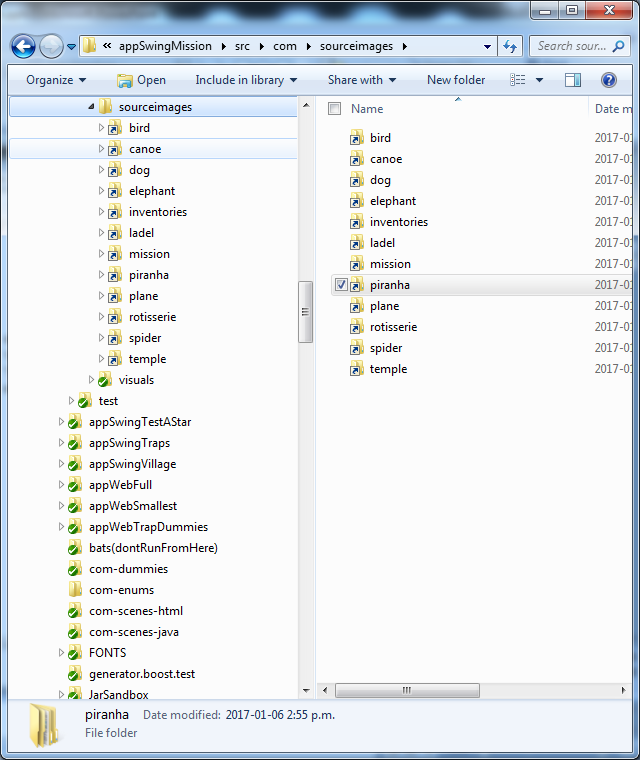 « appSwingMission ▸ src ▸ com ▸ sourceimages ▸
Search sour...
Organize Open Include in library Share with New folder
sourceimages
bird
canoe
dog
elephant
inventories
ladel
mission
piranha
plane
rotisserie
spider
temple
visuals
test
appSwingTestAStar
appSwingTraps
appSwingVillage
appWebFull
appWebSmallest
appWebTrapDummies
bats(dontRunFromHere)
com-dummies
com-enums
com-scenes-html
com-scenes-java
FONTS
generator.boost.test
JarSandbox
Name Date m
bird 2017-01
canoe 2017-01
dog 2017-01
elephant 2017-01
inventories 2017-01
ladel 2017-01
mission 2017-01
piranha 2017-01
plane 2017-01
rotisserie 2017-01
spider 2017-01
temple 2017-01
piranha Date modified: 2017-01-06 2:55 p.m.
File folder